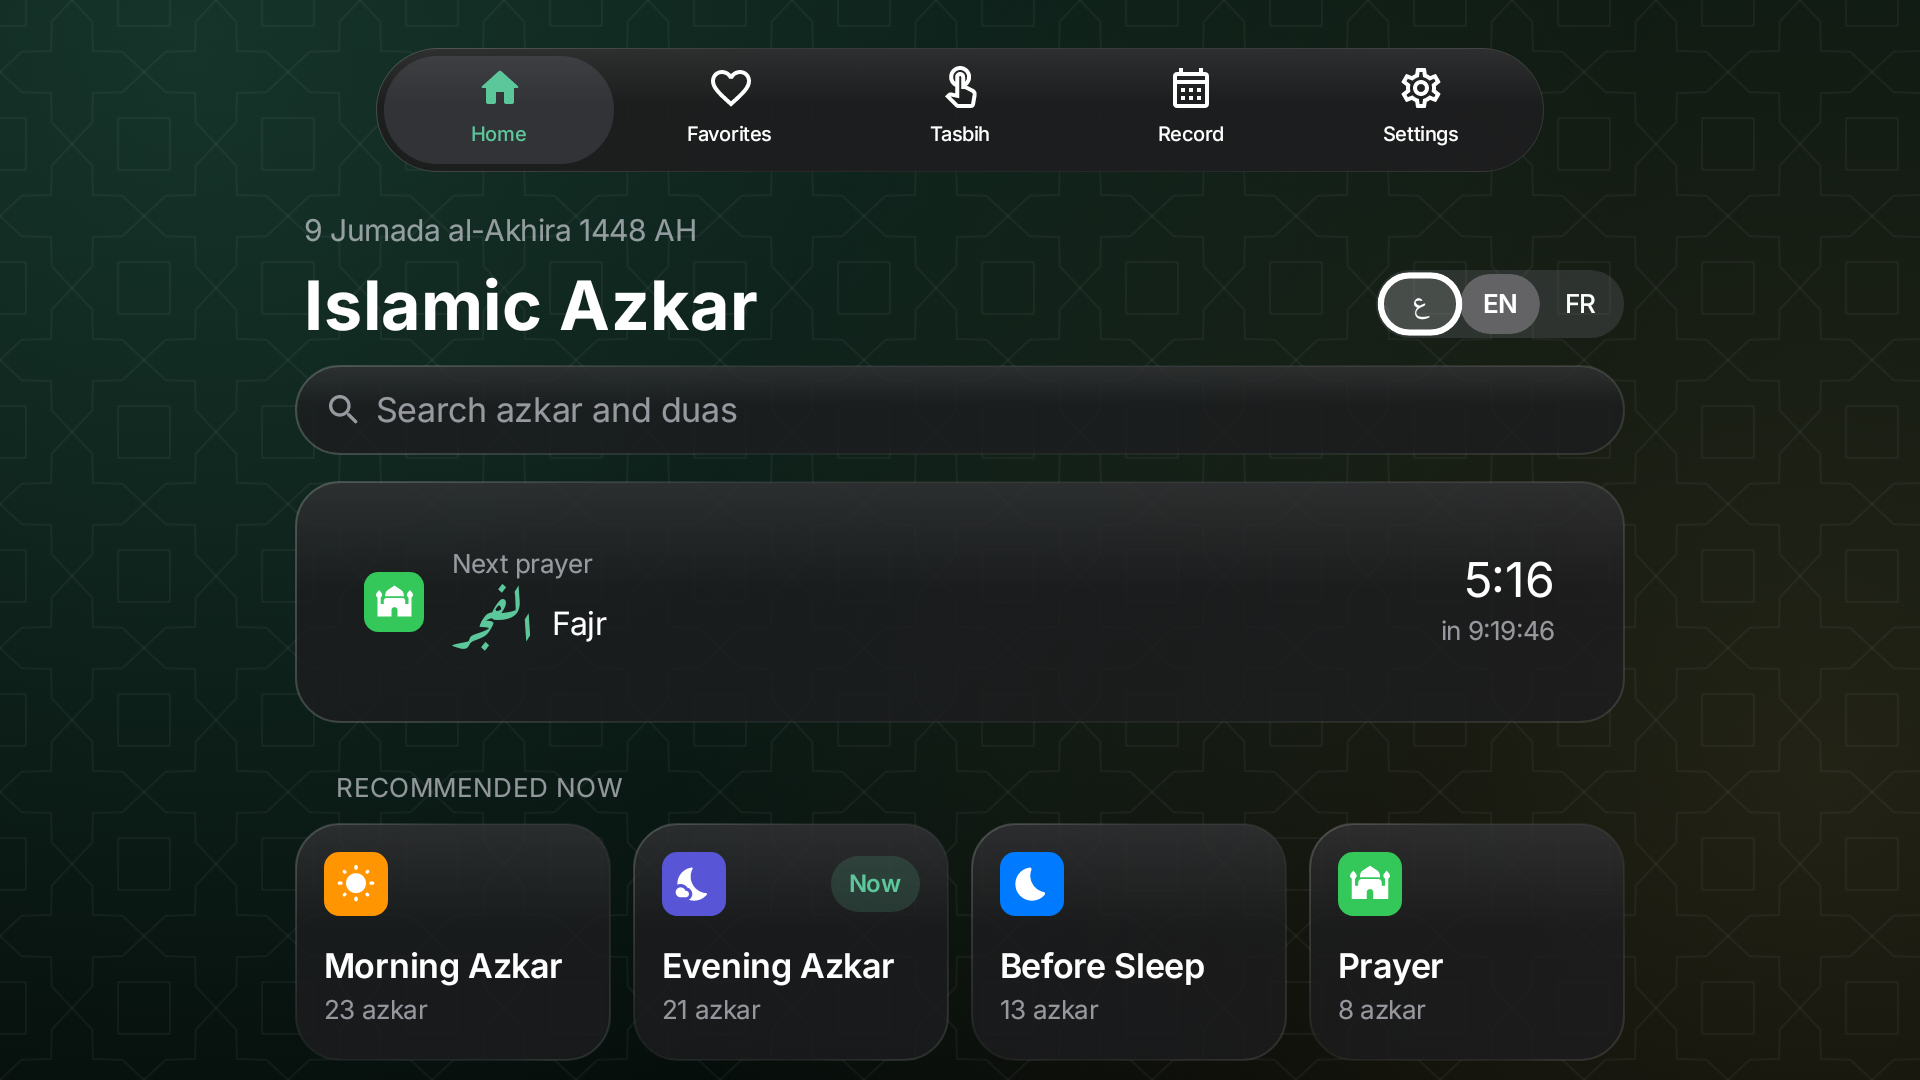 Home
Favorites
Tasbih
Record
Settings
9 Jumada al-Akhira 1448 AH
Islamic Azkar
ع
EN
FR
Search azkar and duas
Next prayer
الفجر
Fajr
5:16
in 9:19:46
RECOMMENDED NOW
Now
Morning Azkar
23 azkar
Evening Azkar
21 azkar
Before Sleep
13 azkar
Prayer
8 azkar